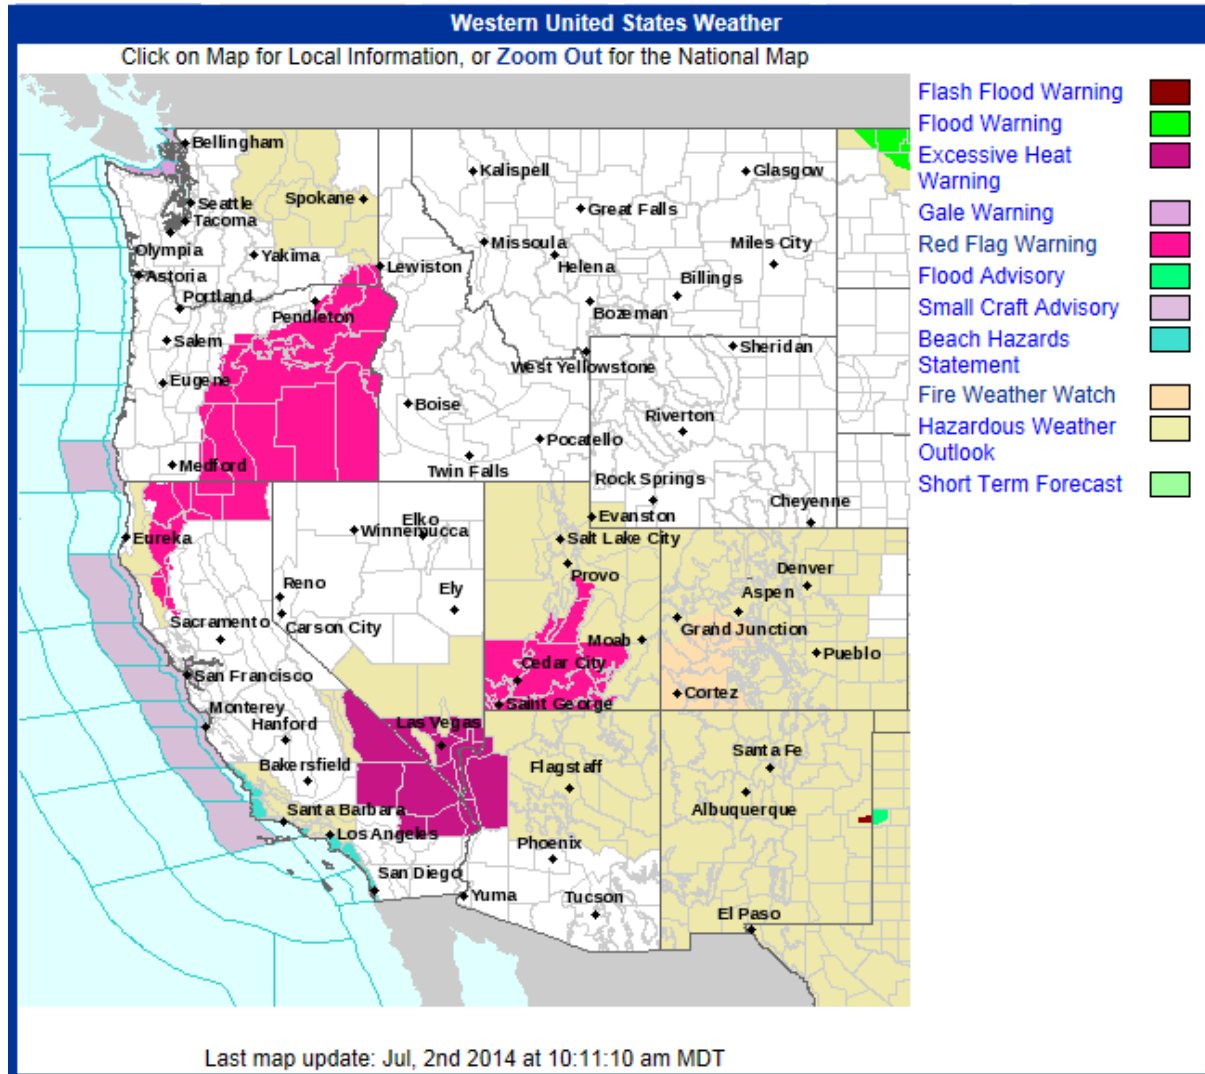 Western United States Weather
Click on Map for Local Information, or Zoom Out for the National Map
Flash Flood Warning
Flood Warning
Excessive Heat
Warning
Gale Warning
Red Flag Warning
Flood Advisory
Small Craft Advisory
Beach Hazards
Statement
Fire Weather Watch
Hazardous Weather
Outlook
Short Term Forecast
Bellingham
Kalispell
Glasgow
Seattle
Spokane
Great Falls
Tacoma
Olympia
Yakima
Missoula
Miles City
Astoria
Lewiston
Helena
Billings
Portland
Pendleton
Bozeman
Salem
Sheridan
West Yellowstone
Eugene
Boise
Riverton
Pocatello
Medford
Twin Falls
Rock Springs
Cheyenne
Elko
Evanston
Winnemucca
Eureka
Salt Lake City
Provo
Denver
Reno
Ely
Aspen
Sacramento
Carson City
Moab
Grand Junction
Pueblo
Cedar City
San Francisco
Cortez
Saint George
Monterey
Hanford
Las Vegas
Santa Fe
Bakersfield
Flagstaff
Santa Barbara
Albuquerque
Los Angeles
Phoenix
San Diego
Yuma
Tucson
El Paso
Last map update: Jul, 2nd 2014 at 10:11:10 am MDT